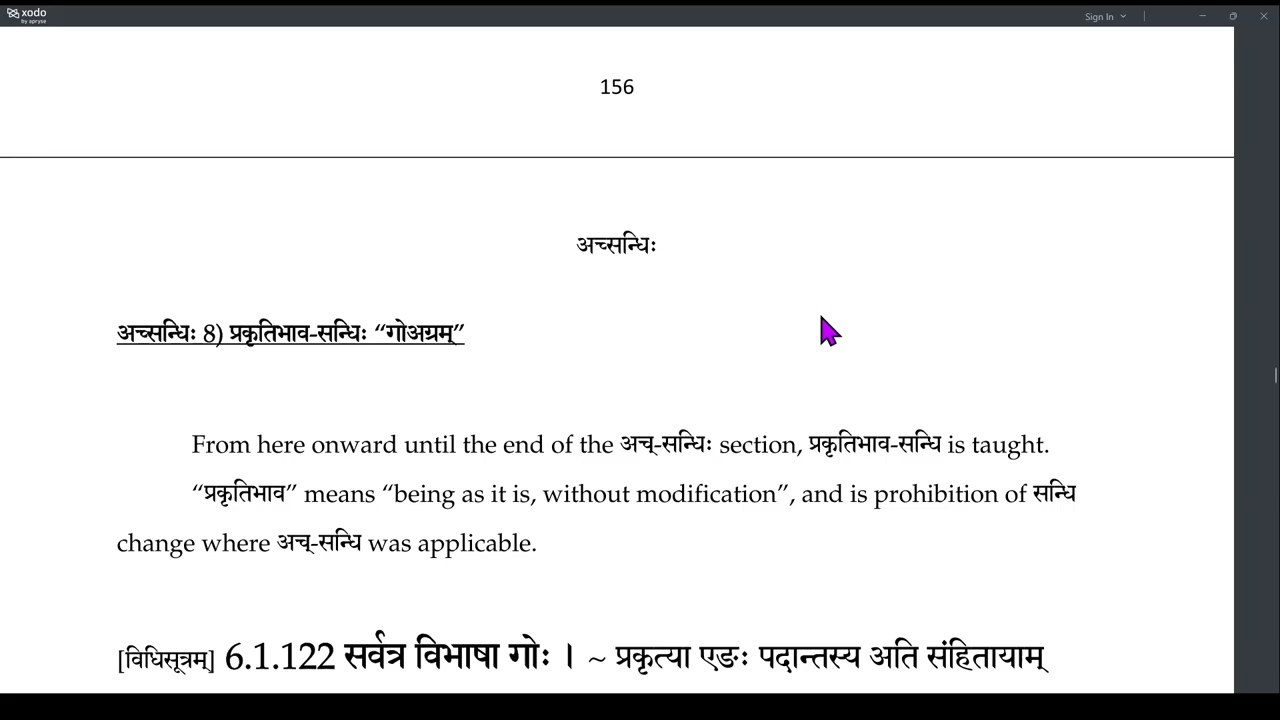 xodo
by apryse
Sign In
156
अच्सन्धिः
अच्सन्धिः 8) प्रकृतिभाव-सन्धिः “गोअग्रम्”
From here onward until the end of the अच्-सन्धिः section, प्रकृतिभाव-सन्धि is taught.
“प्रकृतिभाव” means “being as it is, without modification”, and is prohibition of सन्धि
change where अच्-सन्धि was applicable.
[विधिसूत्रम्] 6.1.122 सर्वत्र विभाषा गोः । ~ प्रकृत्या एङः पदान्तस्य अति संहितायाम्